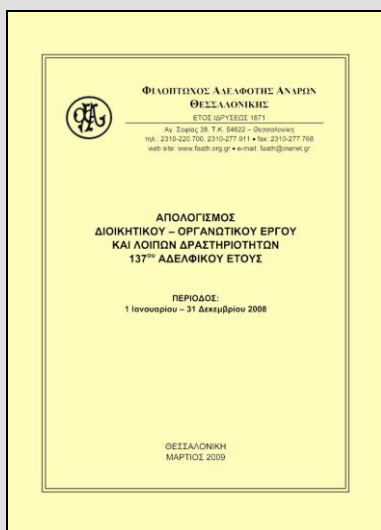 ΦΙΛΟΠΤΩΧΟΣ ΑΔΕΛΦΟΤΗΣ ΑΝΔΡΩΝ
ΘΕΣΣΑΛΟΝΙΚΗΣ
ΕΤΟΣ ΙΔΡΥΣΕΩΣ 1871
Αγ. Σοφίας 38. Τ.Κ. 54622 – Θεσσαλονίκη
τηλ.: 2310-220.700, 2310-277.911 • fax: 2310-277.768
web site: www.faath.org.gr • e-mail: faath@otenet.gr
ΑΠΟΛΟΓΙΣΜΟΣ
ΔΙΟΙΚΗΤΙΚΟΥ – ΟΡΓΑΝΩΤΙΚΟΥ ΕΡΓΟΥ
ΚΑΙ ΛΟΙΠΩΝ ΔΡΑΣΤΗΡΙΟΤΗΤΩΝ
137ου ΑΔΕΛΦΙΚΟΥ ΕΤΟΥΣ
ΠΕΡΙΟΔΟΣ:
1 Ιανουαρίου – 31 Δεκεμβρίου 2008
ΘΕΣΣΑΛΟΝΙΚΗ
ΜΑΡΤΙΟΣ 2009